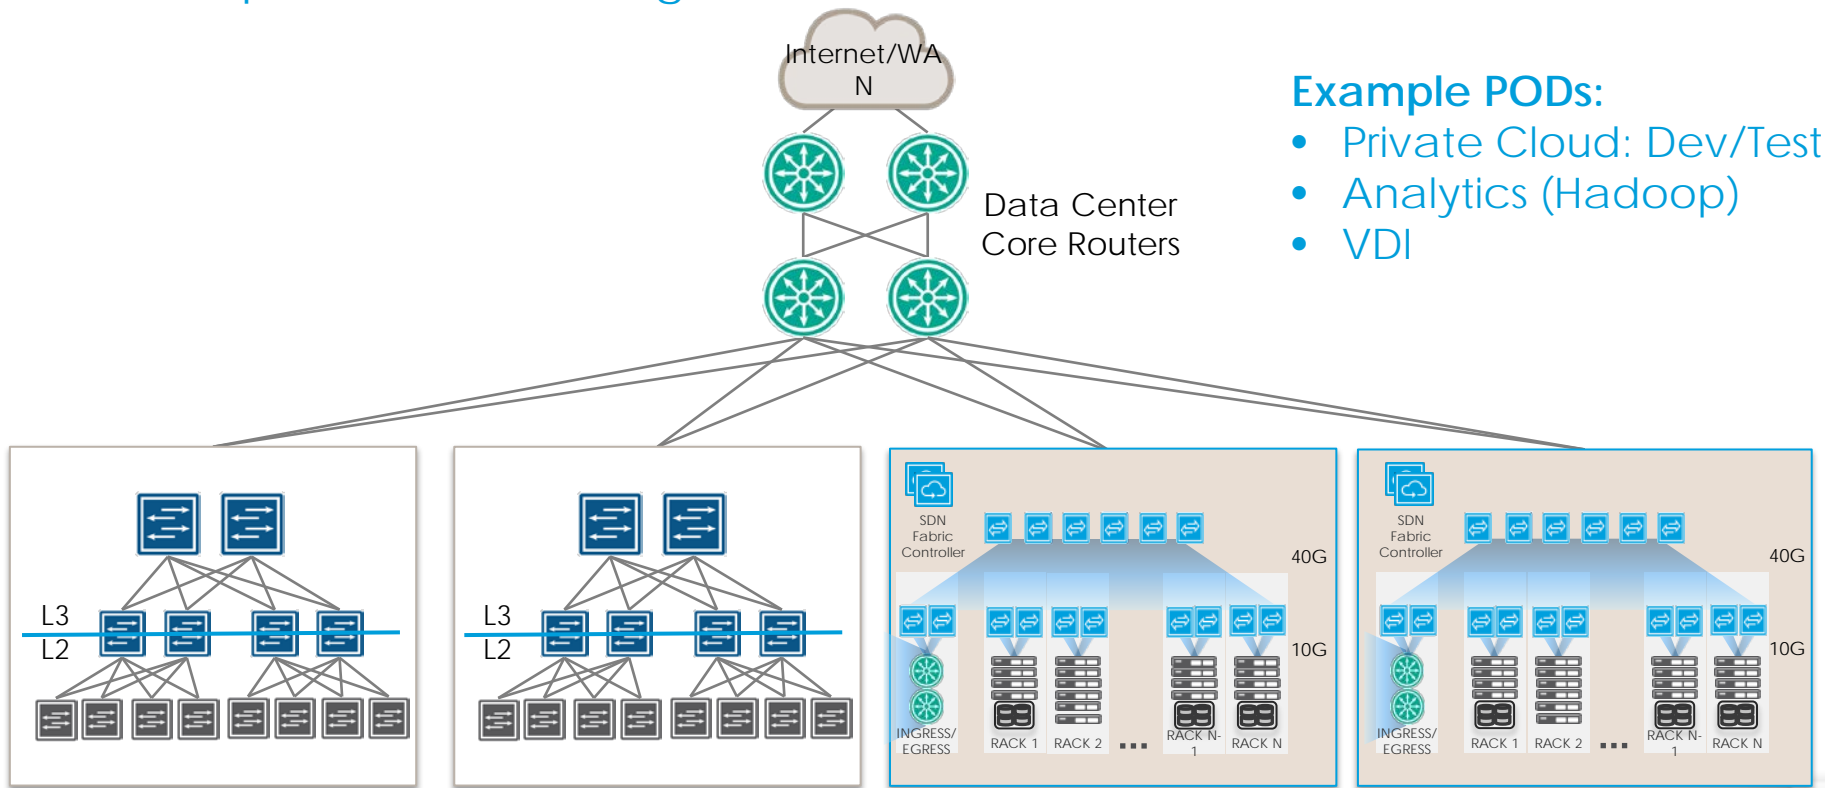 Internet/WA
N
Example PODs:
• Private Cloud: Dev/Test
• Analytics (Hadoop)
• VDI
Data Center
Core Routers
L3
L2
L3
L2
SDN
Fabric
Controller
40G
10G
INGRESS/
EGRESS
RACK 1
RACK 2
...
RACK N-
1
RACK N
SDN
Fabric
Controller
40G
10G
INGRESS/
EGRESS
RACK 1
RACK 2
...
RACK N-
1
RACK N